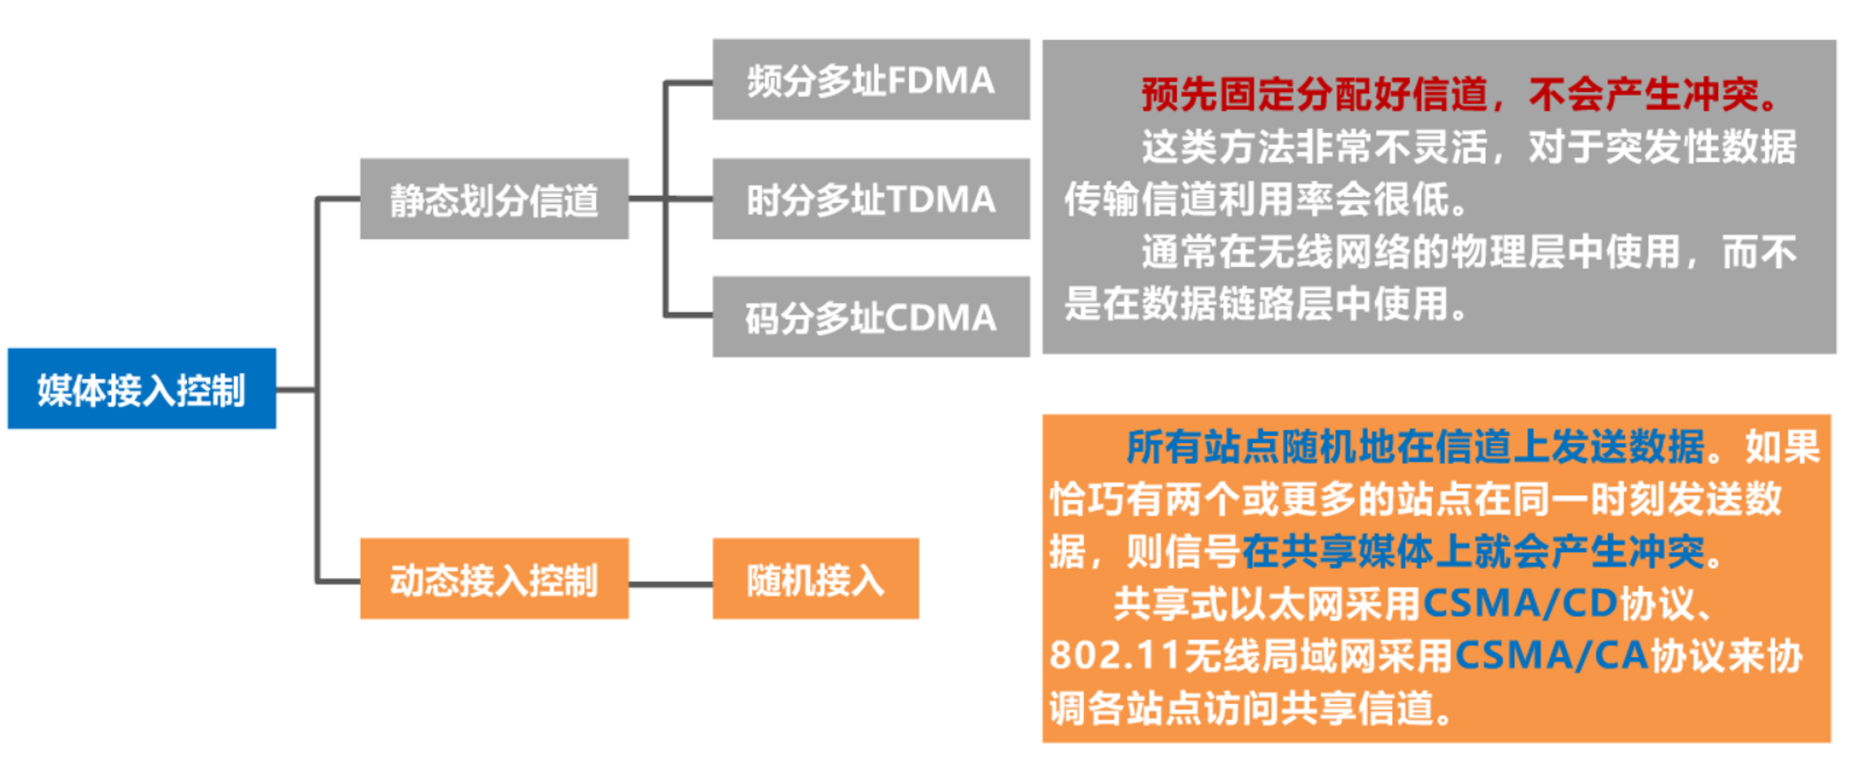 媒体接入控制
静态划分信道
频分多址FDMA
时分多址TDMA
码分多址CDMA
预先固定分配好信道，不会产生冲突。
这类方法非常不灵活，对于突发性数据
传输信道利用率会很低。
通常在无线网络的物理层中使用，而不
是在数据链路层中使用。
动态接入控制
随机接入
所有站点随机地在信道上发送数据。如果
恰巧有两个或更多的站点在同一时刻发送数
据，则信号在共享媒体上就会产生冲突。
共享式以太网采用CSMA/CD协议、
802.11无线局域网采用CSMA/CA协议来协
调各站点访问共享信道。